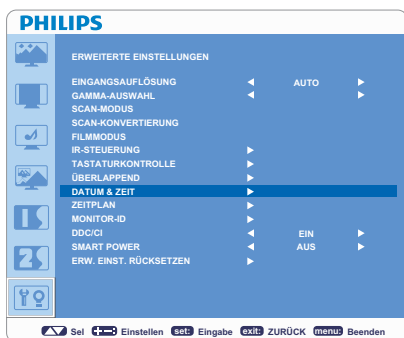 PHILIPS
ERWEITERTE EINSTELLUNGEN
EINGANGSAUFLÖSUNG AUTO
GAMMA-AUSWAHL
SCAN-MODUS
SCAN-KONVERTIERUNG
FILMMODUS
IR-STEUERUNG
TASTATURKONTROLLE
ÜBERLAPPEND
DATUM & ZEIT
ZEITPLAN
MONITOR-ID
DDC/CI EIN
SMART POWER AUS
ERW. EINST. RÜCKSETZEN
Sel Einstellen set: Eingabe exit: ZURÜCK menu: Beenden